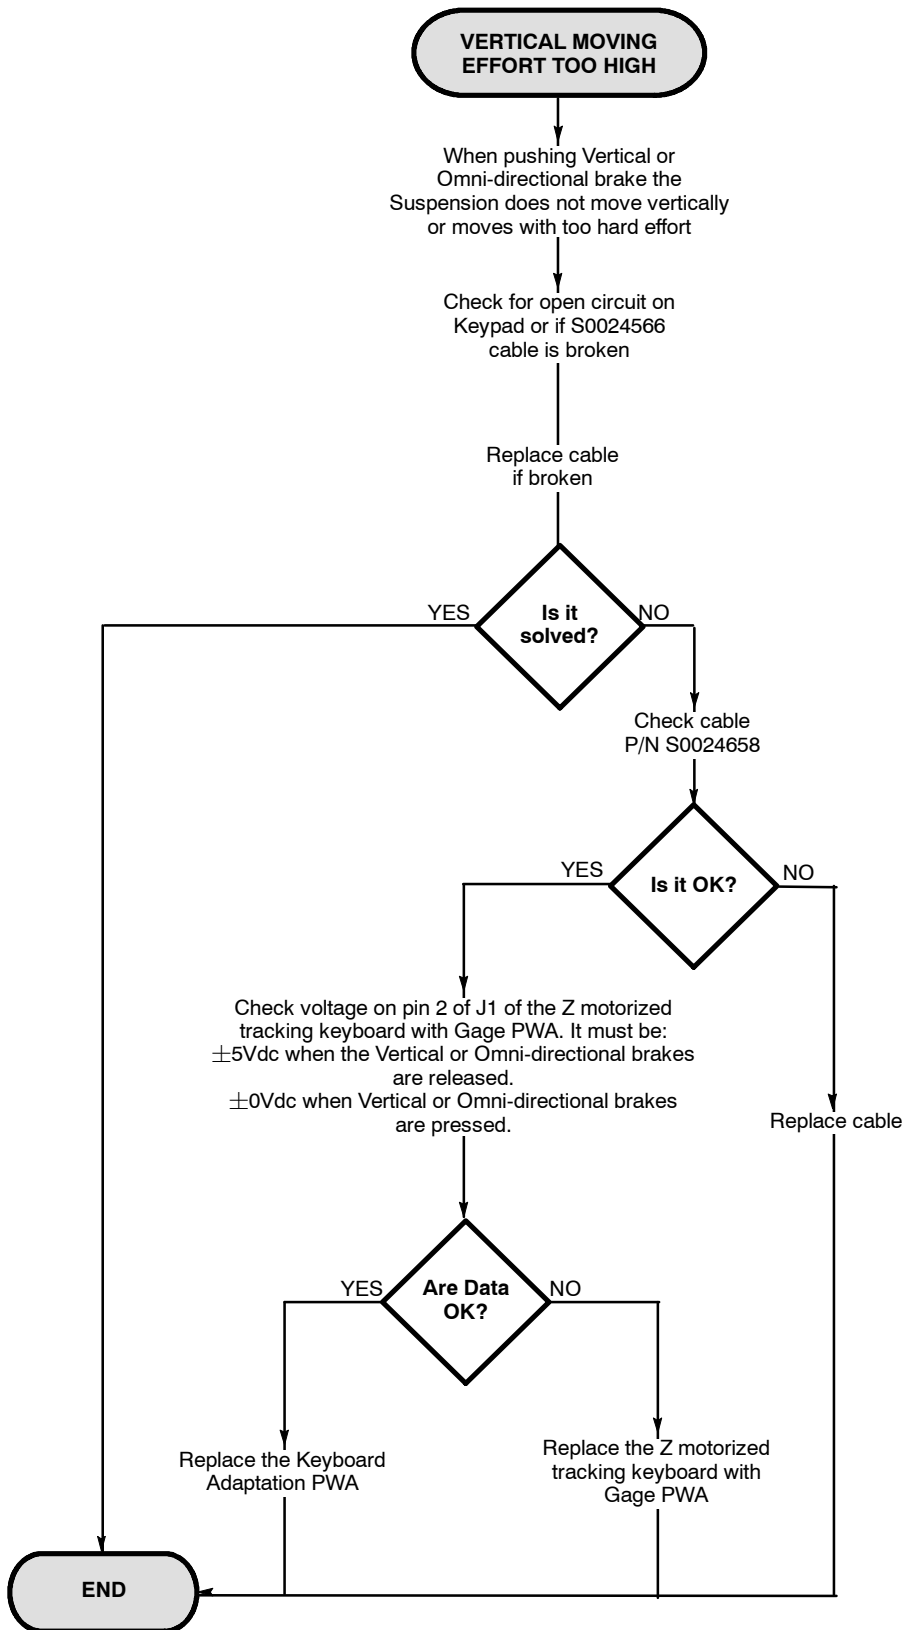 VERTICAL MOVING
EFFORT TOO HIGH
When pushing Vertical or
Omni-directional brake the
Suspension does not move vertically
or moves with too hard effort
Check for open circuit on
Keypad or if S0024566
cable is broken
Replace cable
if broken
YES
Is it
solved?
NO
Check cable
P/N S0024658
YES
Is it OK?
NO
Check voltage on pin 2 of J1 of the Z motorized
tracking keyboard with Gage PWA. It must be:
±5Vdc when the Vertical or Omni-directional brakes
are released.
±0Vdc when Vertical or Omni-directional brakes
are pressed.
Replace cable
YES
Are Data
OK?
NO
Replace the Keyboard
Adaptation PWA
Replace the Z motorized
tracking keyboard with
Gage PWA
END